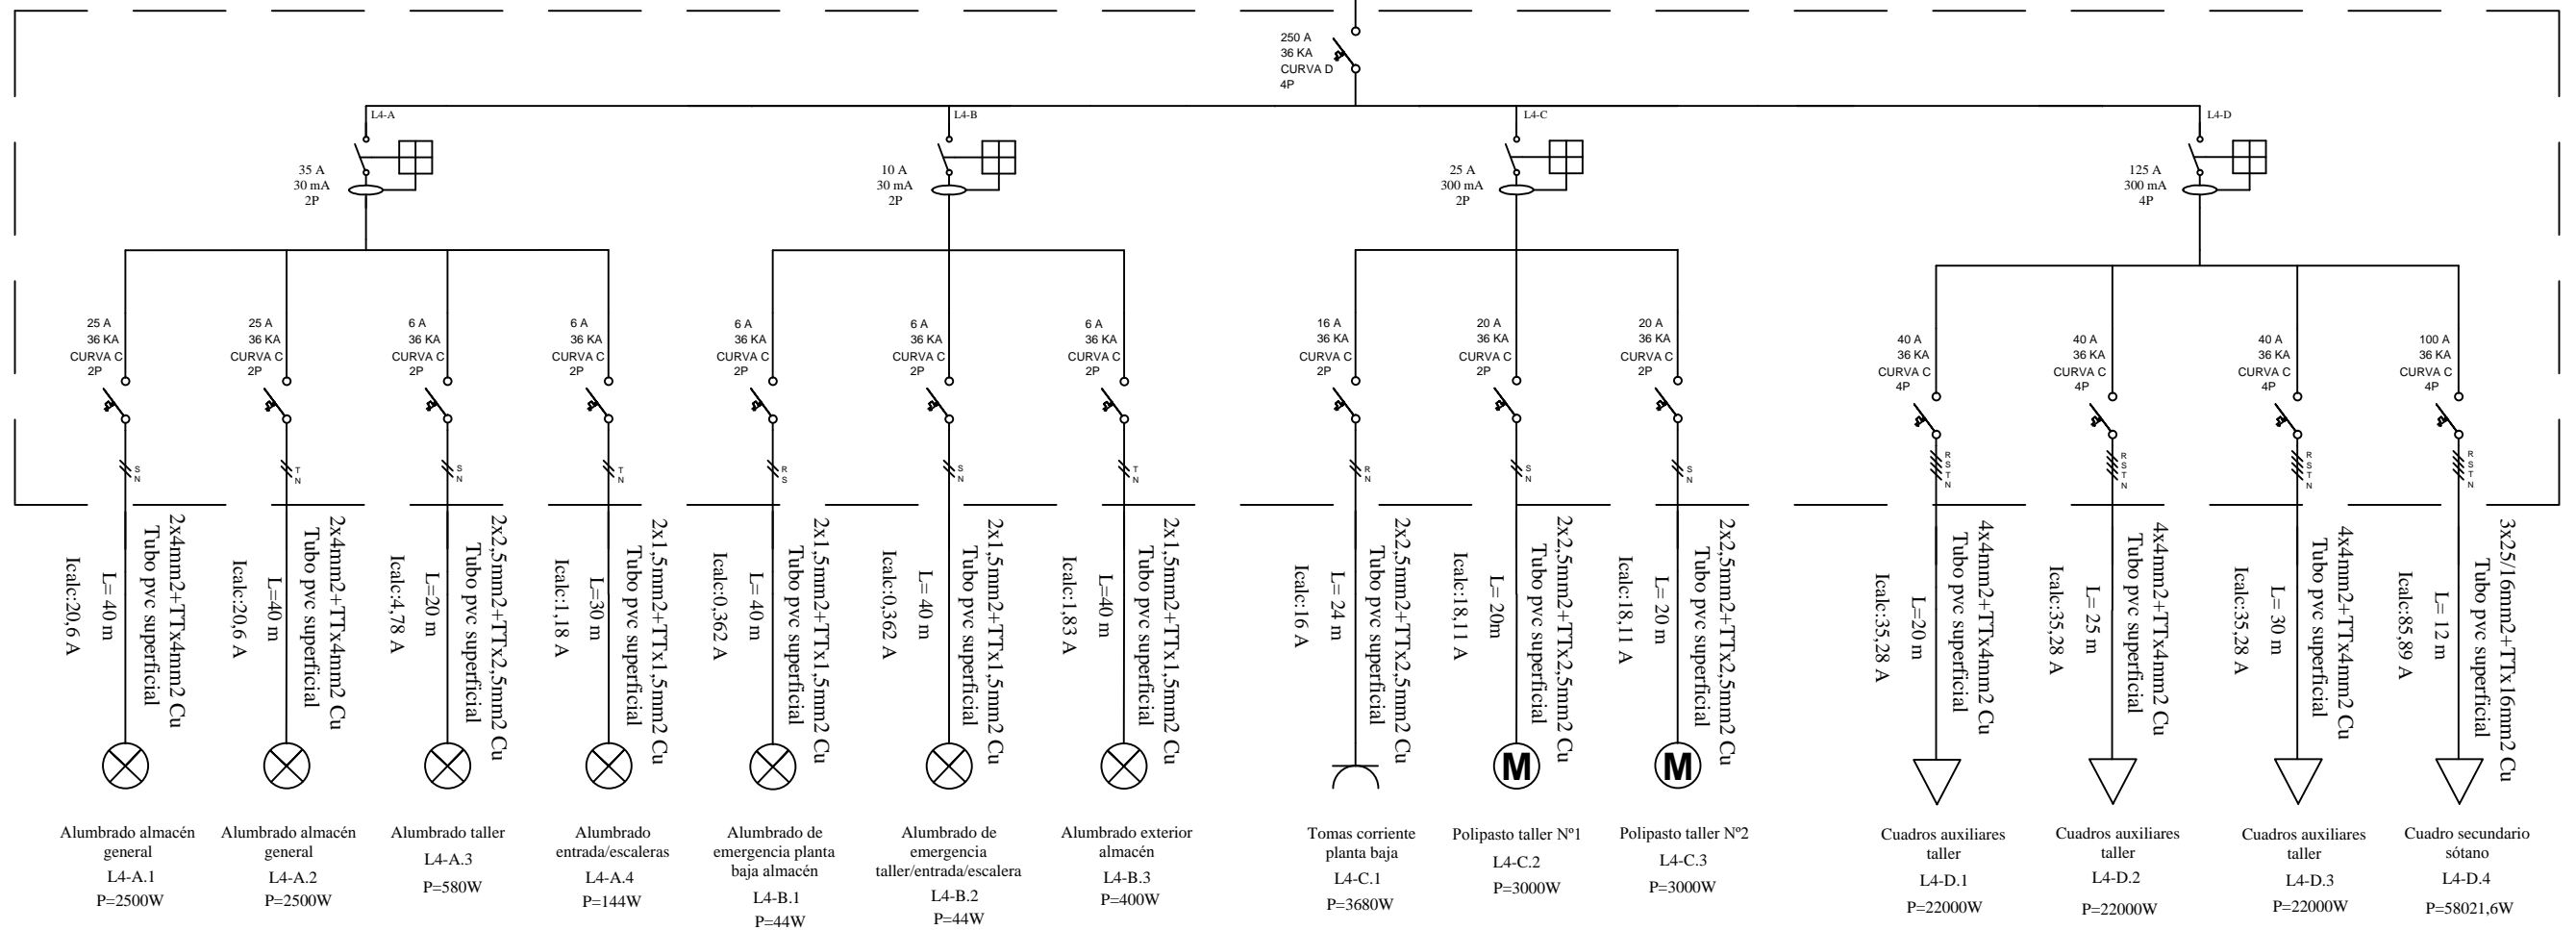 250 A
36 KA
CURVA D
4P
L4-A
35 A
30 mA
2P
L4-B
10 A
30 mA
2P
L4-C
25 A
300 mA
2P
L4-D
125 A
300 mA
4P
25 A
36 KA
CURVA C
2P
25 A
36 KA
CURVA C
2P
6 A
36 KA
CURVA C
2P
6 A
36 KA
CURVA C
2P
6 A
36 KA
CURVA C
2P
6 A
36 KA
CURVA C
2P
6 A
36 KA
CURVA C
2P
16 A
36 KA
CURVA C
2P
20 A
36 KA
CURVA C
2P
20 A
36 KA
CURVA C
2P
40 A
36 KA
CURVA C
4P
40 A
36 KA
CURVA C
4P
40 A
36 KA
CURVA C
4P
100 A
36 KA
CURVA C
4P
S
N
T
N
S
N
T
N
R
S
S
N
T
N
R
N
S
N
S
N
R
S
T
N
R
S
T
N
R
S
T
N
R
S
T
N
2x4mm2+TTx4mm2 Cu
Tubo pvc superficial
L= 40 m
Icalc:20,6 A
2x4mm2+TTx4mm2 Cu
Tubo pvc superficial
L=40 m
Icalc:20,6 A
2x2,5mm2+TTx2,5mm2 Cu
Tubo pvc superficial
L=20 m
Icalc:4,78 A
2x1,5mm2+TTx1,5mm2 Cu
Tubo pvc superficial
L=30 m
Icalc:1,18 A
2x1,5mm2+TTx1,5mm2 Cu
Tubo pvc superficial
L= 40 m
Icalc:0,362 A
2x1,5mm2+TTx1,5mm2 Cu
Tubo pvc superficial
L= 40 m
Icalc:0,362 A
2x1,5mm2+TTx1,5mm2 Cu
Tubo pvc superficial
L=40 m
Icalc:1,83 A
2x2,5mm2+TTx2,5mm2 Cu
Tubo pvc superficial
L= 24 m
Icalc:16 A
2x2,5mm2+TTx2,5mm2 Cu
Tubo pvc superficial
L= 20m
Icalc:18,11 A
2x2,5mm2+TTx2,5mm2 Cu
Tubo pvc superficial
L= 20 m
Icalc:18,11 A
4x4mm2+TTx4mm2 Cu
Tubo pvc superficial
L=20 m
Icalc:35,28 A
4x4mm2+TTx4mm2 Cu
Tubo pvc superficial
L= 25 m
Icalc:35,28 A
4x4mm2+TTx4mm2 Cu
Tubo pvc superficial
L= 30 m
Icalc:35,28 A
3x25/16mm2+TTx16mm2 Cu
Tubo pvc superficial
L= 12 m
Icalc:85,89 A
M
M
Alumbrado almacén
general
L4-A.1
P=2500W
Alumbrado almacén
general
L4-A.2
P=2500W
Alumbrado taller
L4-A.3
P=580W
Alumbrado
entrada/escaleras
L4-A.4
P=144W
Alumbrado de
emergencia planta
baja almacén
L4-B.1
P=44W
Alumbrado de
emergencia
taller/entrada/escalera
L4-B.2
P=44W
Alumbrado exterior
almacén
L4-B.3
P=400W
Tomas corriente
planta baja
L4-C.1
P=3680W
Polipasto taller Nº1
L4-C.2
P=3000W
Polipasto taller Nº2
L4-C.3
P=3000W
Cuadros auxiliares
taller
L4-D.1
P=22000W
Cuadros auxiliares
taller
L4-D.2
P=22000W
Cuadros auxiliares
taller
L4-D.3
P=22000W
Cuadro secundario
sótano
L4-D.4
P=58021,6W